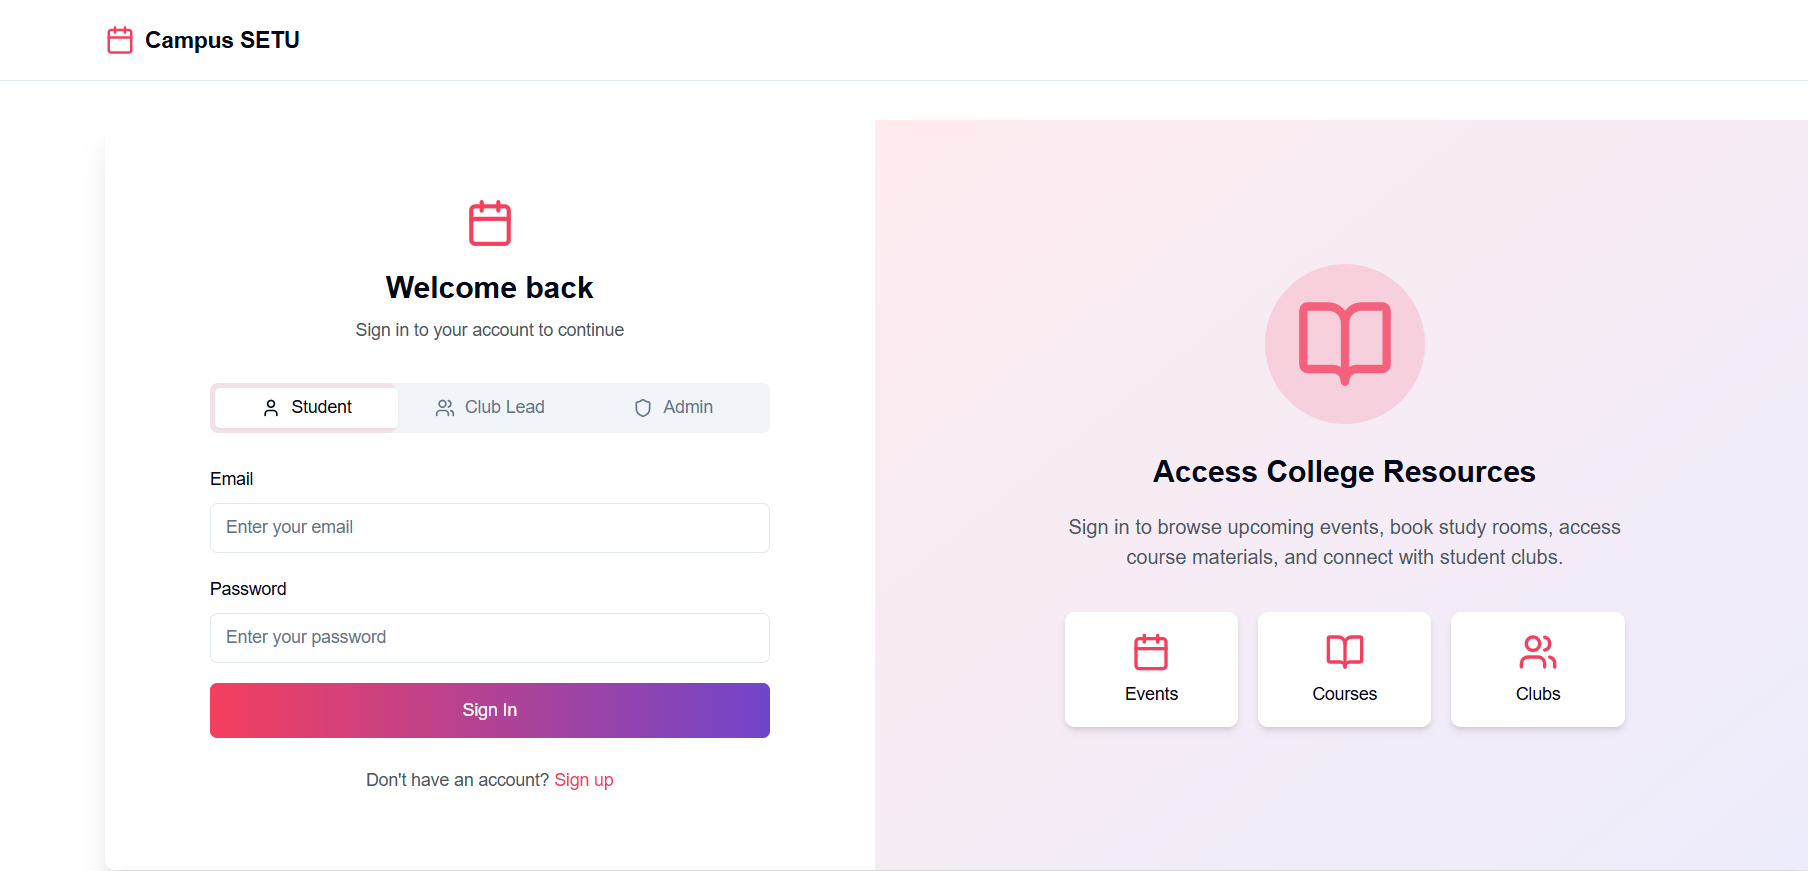 Campus SETU
Welcome back
Sign in to your account to continue
Student
Club Lead
Admin
Email
Enter your email
Password
Enter your password
Sign In
Don't have an account? Sign up
Access College Resources
Sign in to browse upcoming events, book study rooms, access
course materials, and connect with student clubs.
Events
Courses
Clubs